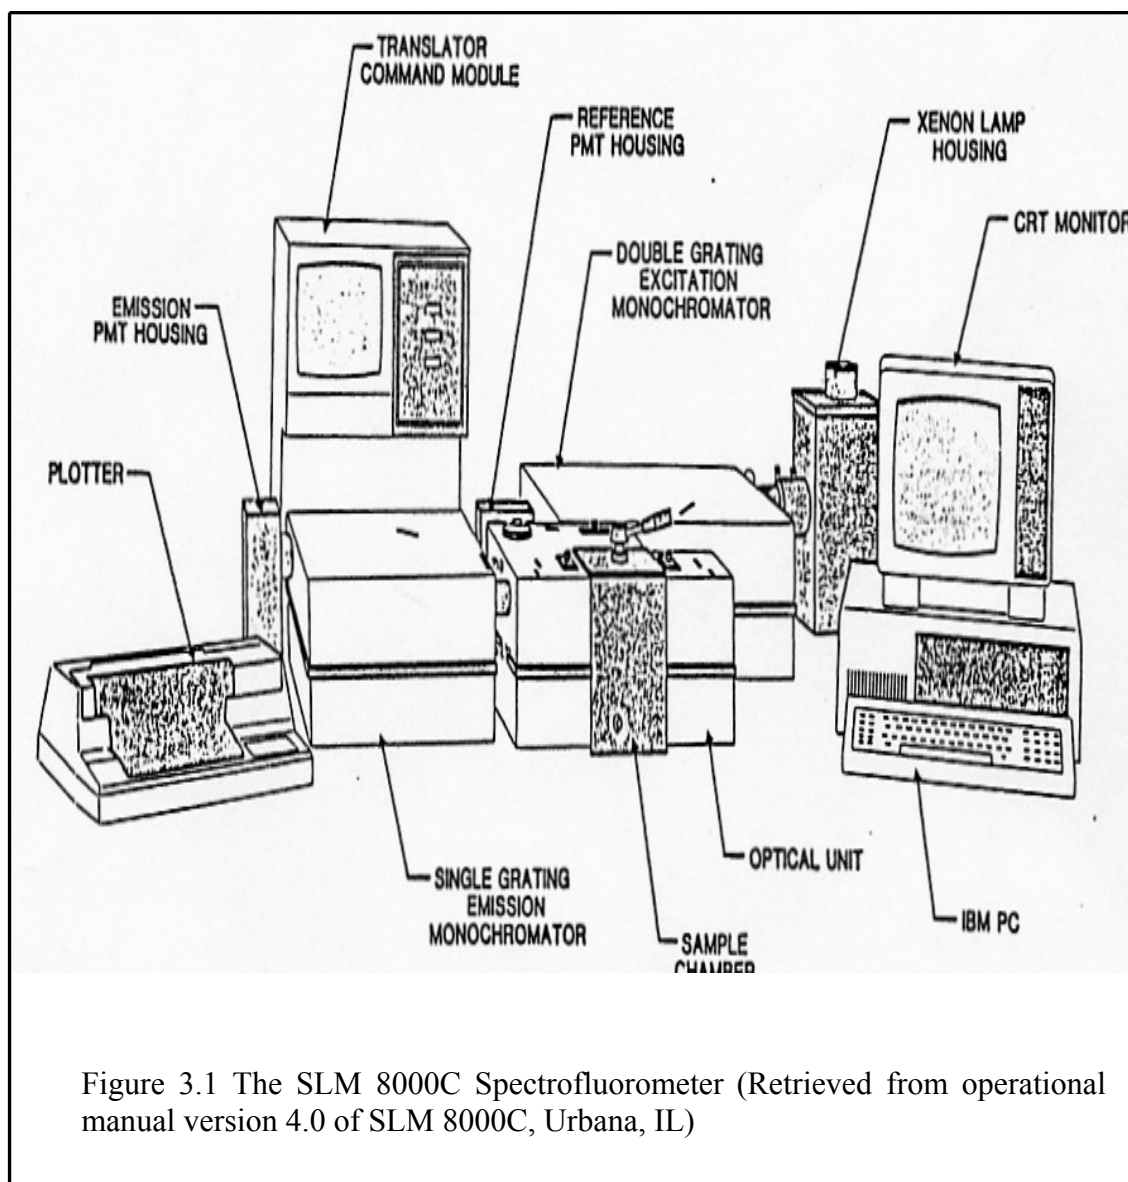 TRANSLATOR
COMMAND MODULE
REFERENCE
PMT HOUSING
XENON LAMP
HOUSING
CRT MONITOR
DOUBLE GRATING
EXCITATION
MONOCHROMATOR
EMISSION
PMT HOUSING
PLOTTER
OPTICAL UNIT
SINGLE GRATING
EMISSION
MONOCHROMATOR
IBM PC
SAMPLE
CHAMBER
Figure 3.1 The SLM 8000C Spectrofluorometer (Retrieved from operational
manual version 4.0 of SLM 8000C, Urbana, IL)